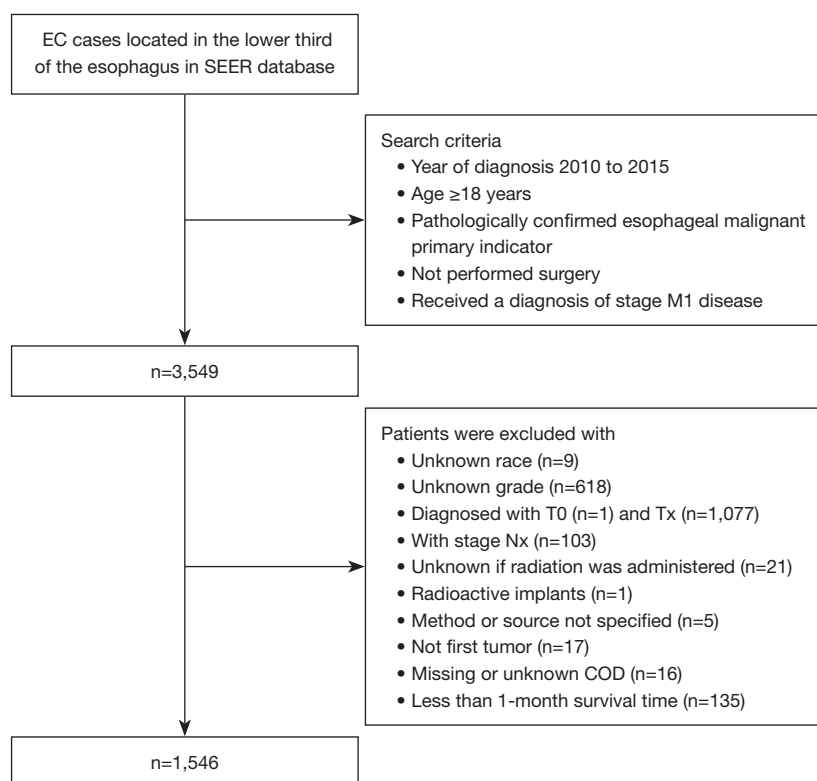 EC cases located in the lower third
of the esophagus in SEER database
Search criteria
• Year of diagnosis 2010 to 2015
• Age ≥18 years
• Pathologically confirmed esophageal malignant
primary indicator
• Not performed surgery
• Received a diagnosis of stage M1 disease
n=3,549
Patients were excluded with
• Unknown race (n=9)
• Unknown grade (n=618)
• Diagnosed with T0 (n=1) and Tx (n=1,077)
• With stage Nx (n=103)
• Unknown if radiation was administered (n=21)
• Radioactive implants (n=1)
• Method or source not specified (n=5)
• Not first tumor (n=17)
• Missing or unknown COD (n=16)
• Less than 1-month survival time (n=135)
n=1,546